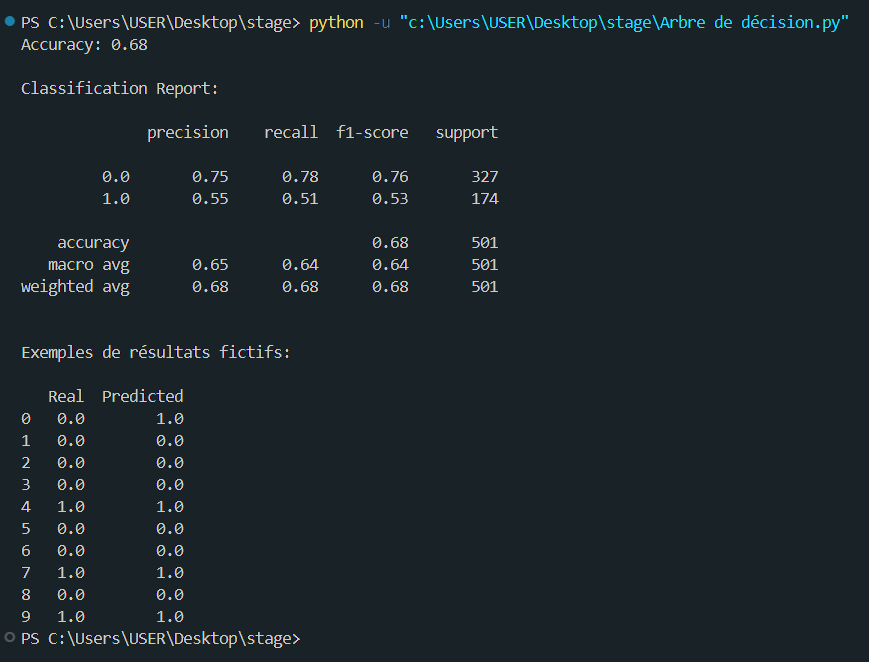 PS C:\Users\USER\Desktop\stage> python -u "c:\Users\USER\Desktop\stage\Arbre de décision.py"
Accuracy: 0.68
Classification Report:
precision recall f1-score support
0.0 0.75 0.78 0.76 327
1.0 0.55 0.51 0.53 174
accuracy 0.68 501
macro avg 0.65 0.64 0.64 501
weighted avg 0.68 0.68 0.68 501
Exemples de résultats fictifs:
Real Predicted
0 0.0 1.0
1 0.0 0.0
2 0.0 0.0
3 0.0 0.0
4 1.0 1.0
5 0.0 0.0
6 0.0 0.0
7 1.0 1.0
8 0.0 0.0
9 1.0 1.0
PS C:\Users\USER\Desktop\stage>